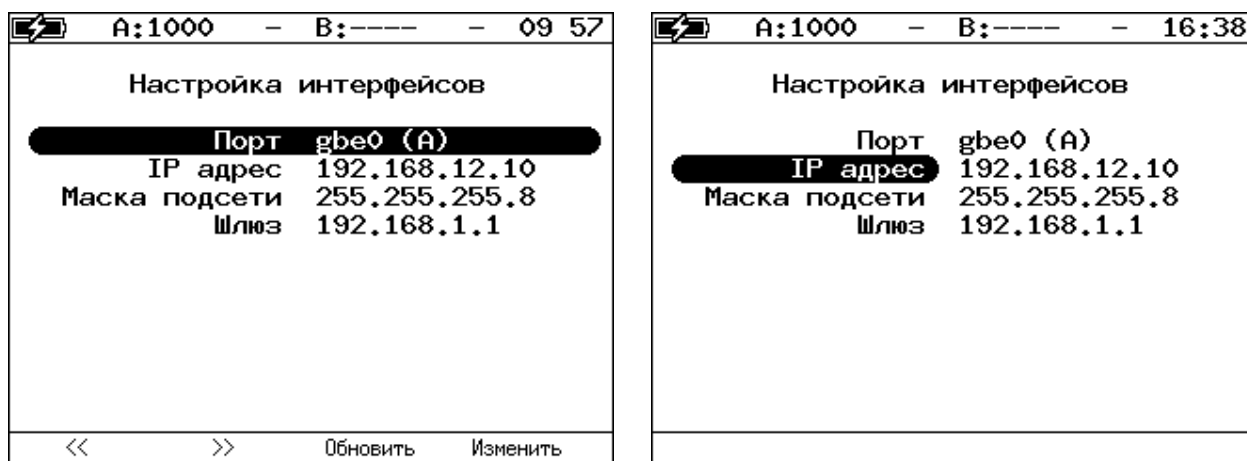 A:1000 – B:---- – 09 57
Настройка интерфейсов
Порт gbe0 (A)
IP адрес 192.168.12.10
Маска подсети 255.255.255.8
Шлюз 192.168.1.1
<< >> Обновить Изменить
A:1000 – B:---- – 16:38
Настройка интерфейсов
Порт gbe0 (A)
IP адрес 192.168.12.10
Маска подсети 255.255.255.8
Шлюз 192.168.1.1